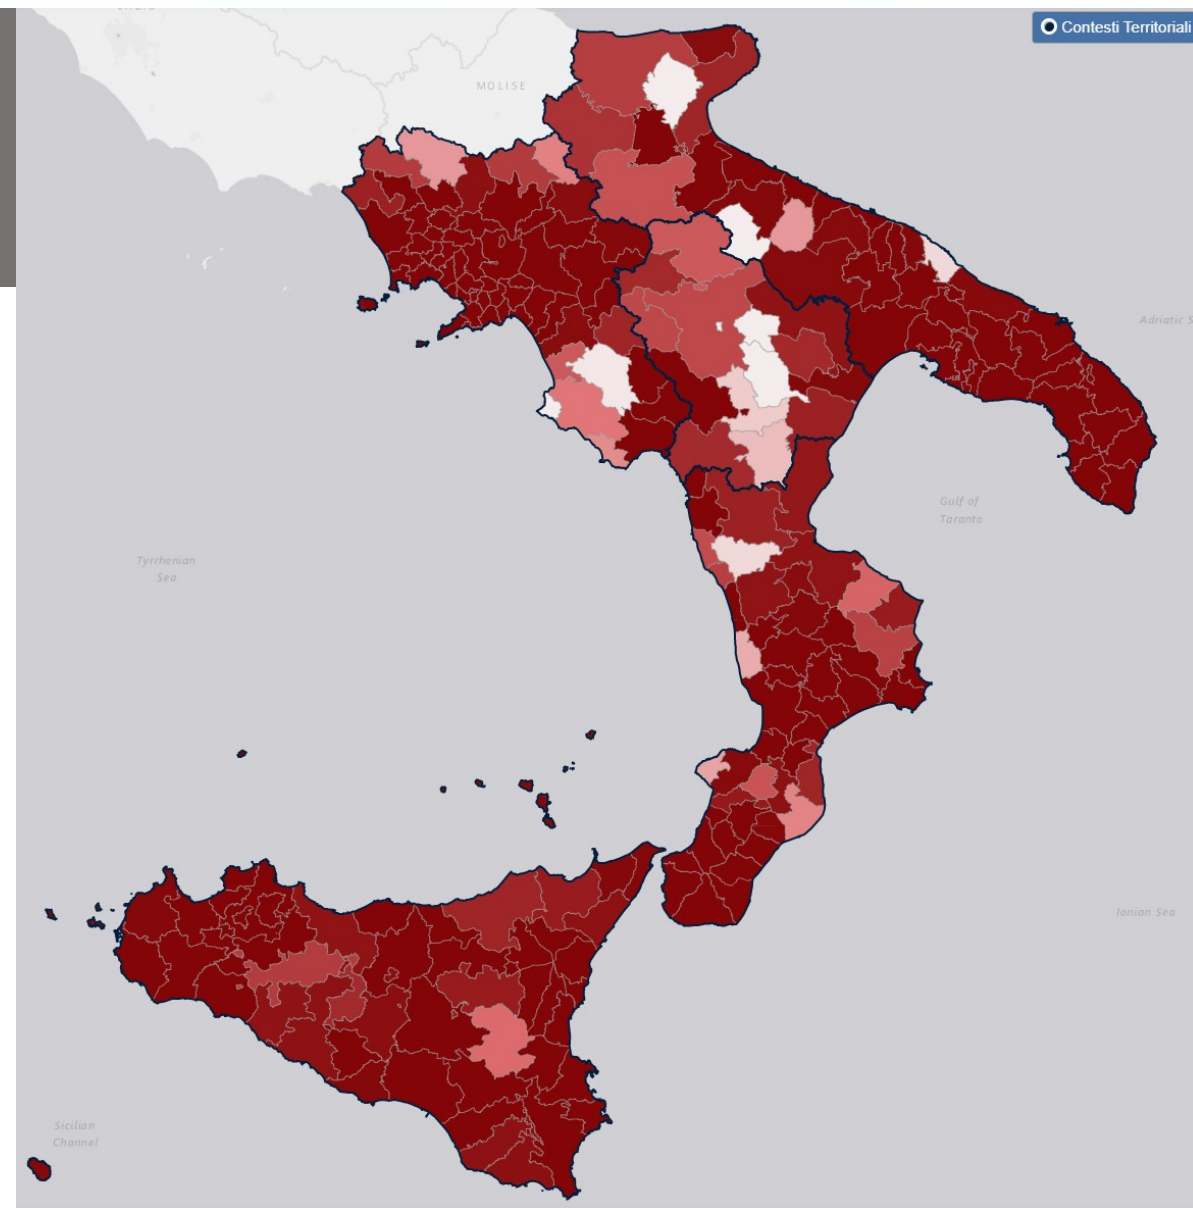 Contesti Territoriali
MOLISE
Adriatic S
Gulf of
Taranto
Tyrrhenian
Sea
Ionian Sea
Sicilian
Channel